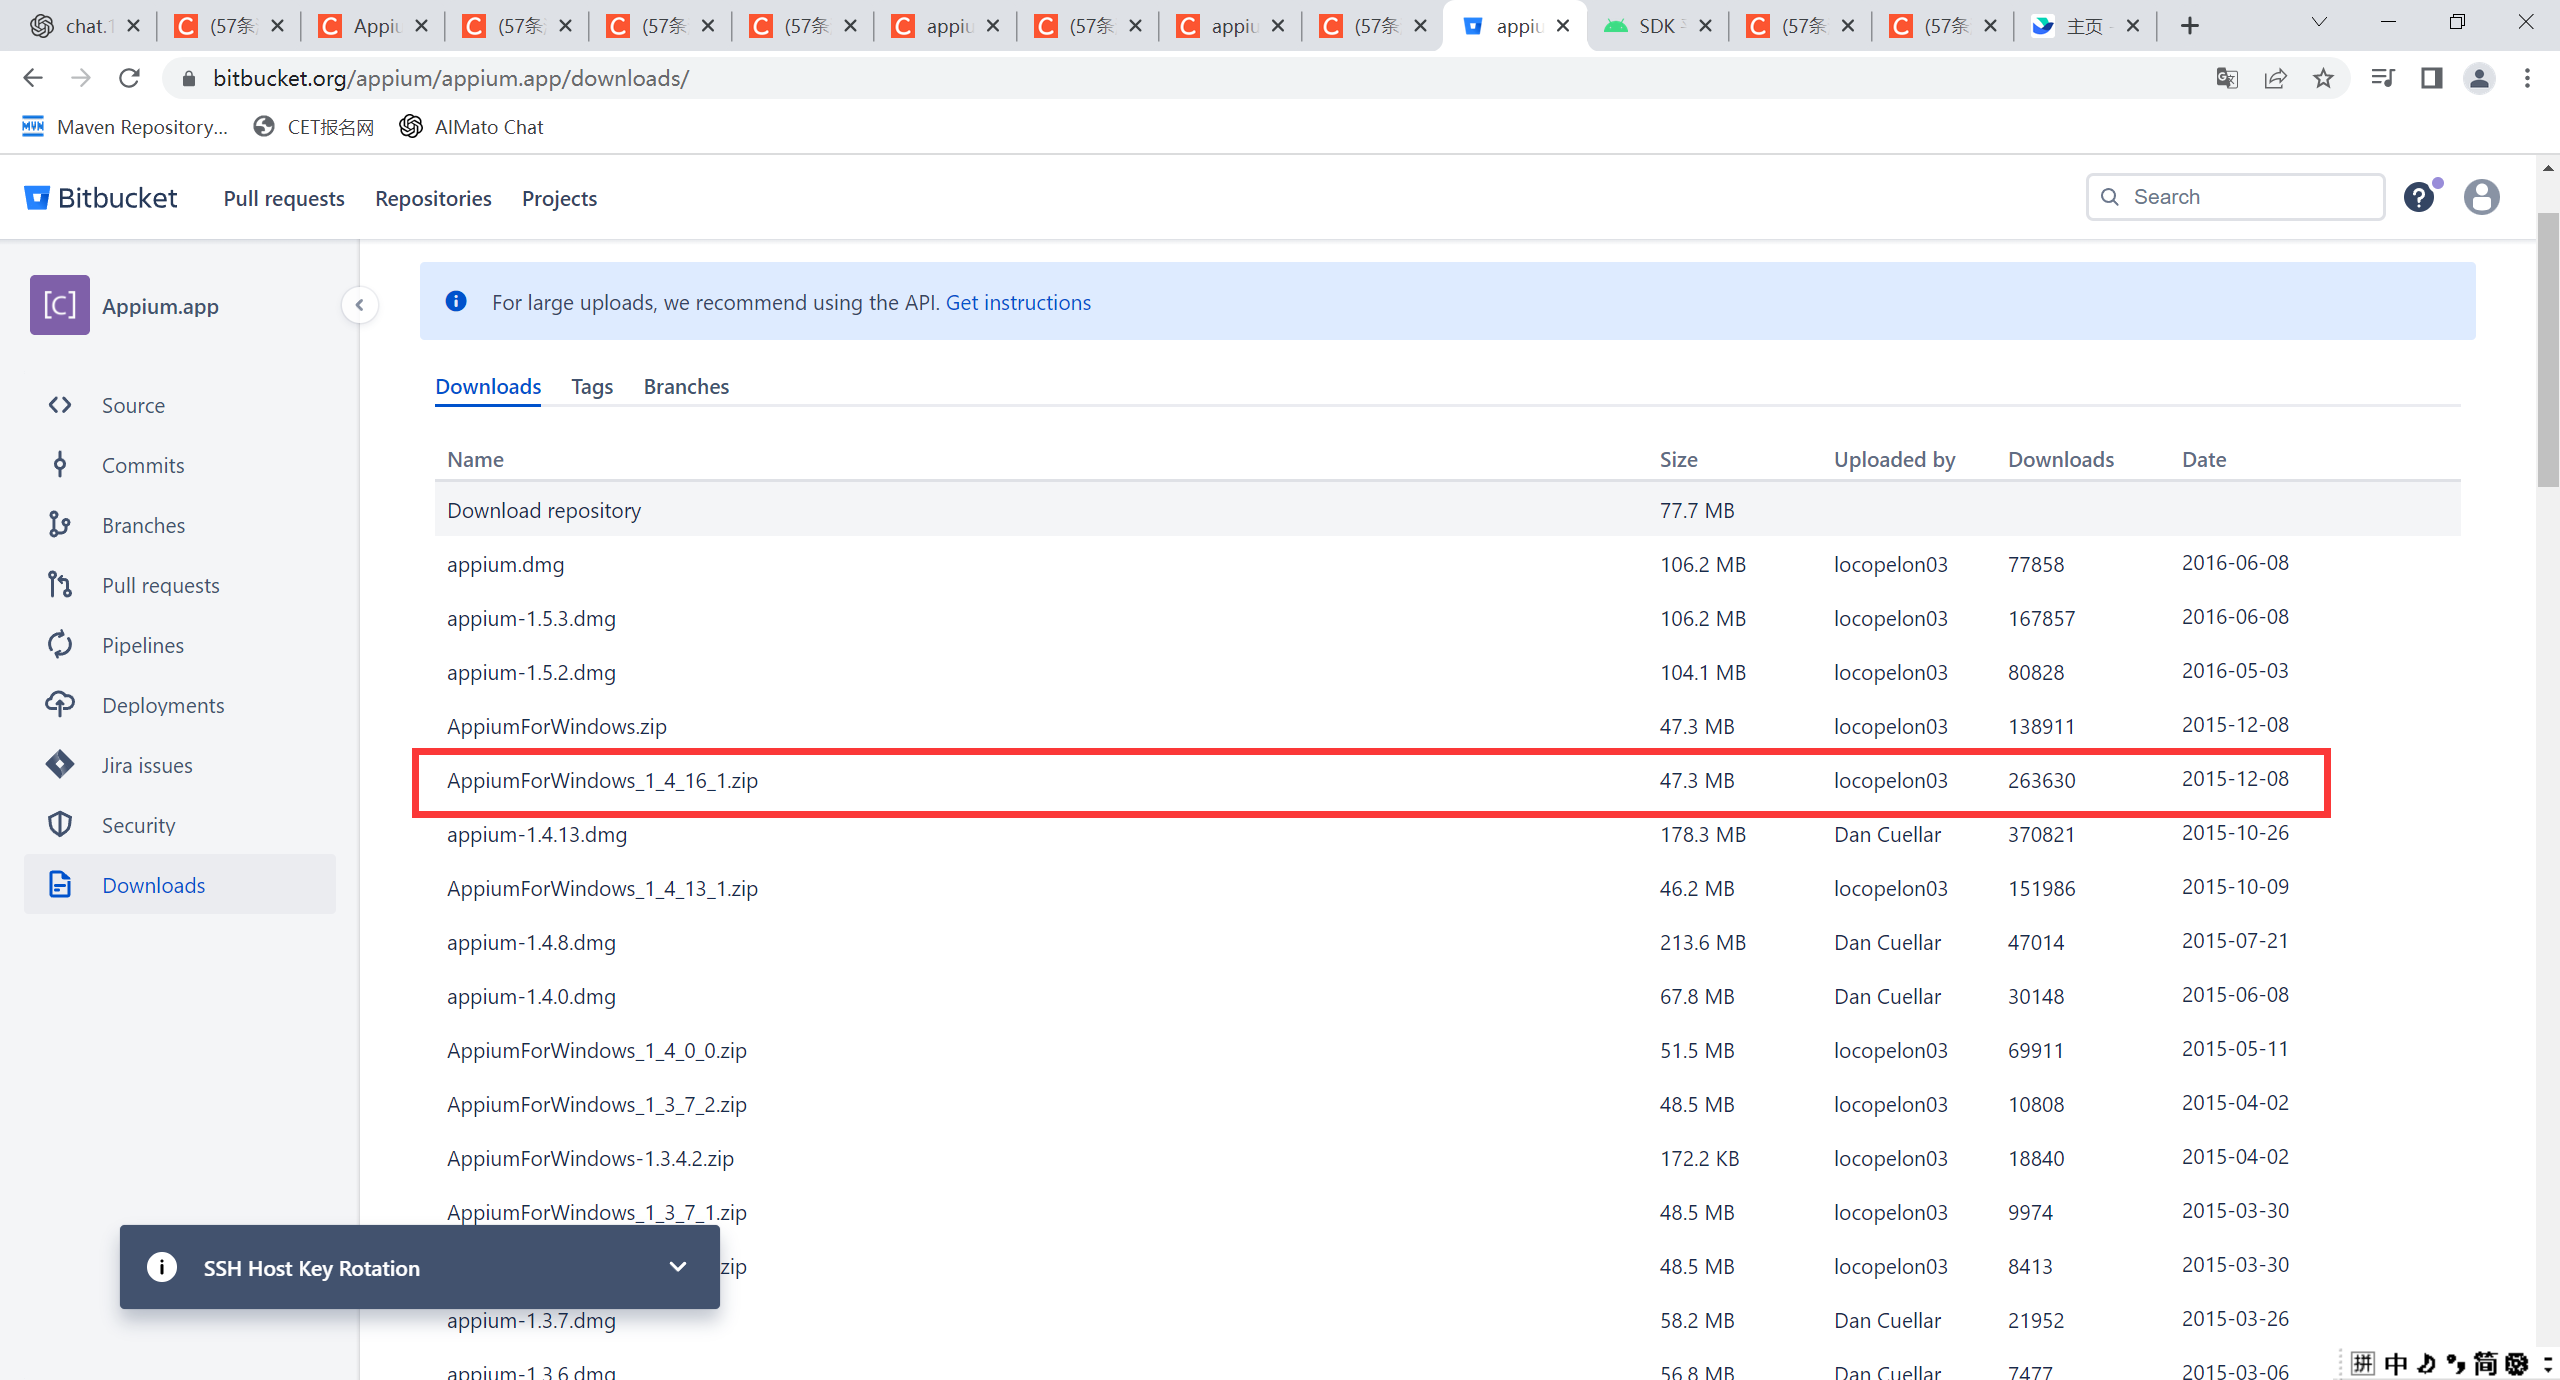 chat.1
(57条
Appiu
(57条
(57条
(57条
appiu
(57条
appiu
(57条
appiu
SDK
(57条
(57条
主页
bitbucket.org/appium/appium.app/downloads/
Maven Repository...
CET报名网
AIMato Chat
Bitbucket
Pull requests
Repositories
Projects
Search
Appium.app
Source
Commits
Branches
Pull requests
Pipelines
Deployments
Jira issues
Security
Downloads
For large uploads, we recommend using the API. Get instructions
Downloads Tags Branches
Name Size Uploaded by Downloads Date
Download repository 77.7 MB
appium.dmg 106.2 MB locopelon03 77858 2016-06-08
appium-1.5.3.dmg 106.2 MB locopelon03 167857 2016-06-08
appium-1.5.2.dmg 104.1 MB locopelon03 80828 2016-05-03
AppiumForWindows.zip 47.3 MB locopelon03 138911 2015-12-08
AppiumForWindows_1_4_16_1.zip 47.3 MB locopelon03 263630 2015-12-08
appium-1.4.13.dmg 178.3 MB Dan Cuellar 370821 2015-10-26
AppiumForWindows_1_4_13_1.zip 46.2 MB locopelon03 151986 2015-10-09
appium-1.4.8.dmg 213.6 MB Dan Cuellar 47014 2015-07-21
appium-1.4.0.dmg 67.8 MB Dan Cuellar 30148 2015-06-08
AppiumForWindows_1_4_0_0.zip 51.5 MB locopelon03 69911 2015-05-11
AppiumForWindows_1_3_7_2.zip 48.5 MB locopelon03 10808 2015-04-02
AppiumForWindows-1.3.4.2.zip 172.2 KB locopelon03 18840 2015-04-02
AppiumForWindows_1_3_7_1.zip 48.5 MB locopelon03 9974 2015-03-30
zip 48.5 MB locopelon03 8413 2015-03-30
appium-1.3.7.dmg 58.2 MB Dan Cuellar 21952 2015-03-26
appium-1.3.6.dmg 56.8 MB Dan Cuellar 7477 2015-03-06
SSH Host Key Rotation
拼 中 简